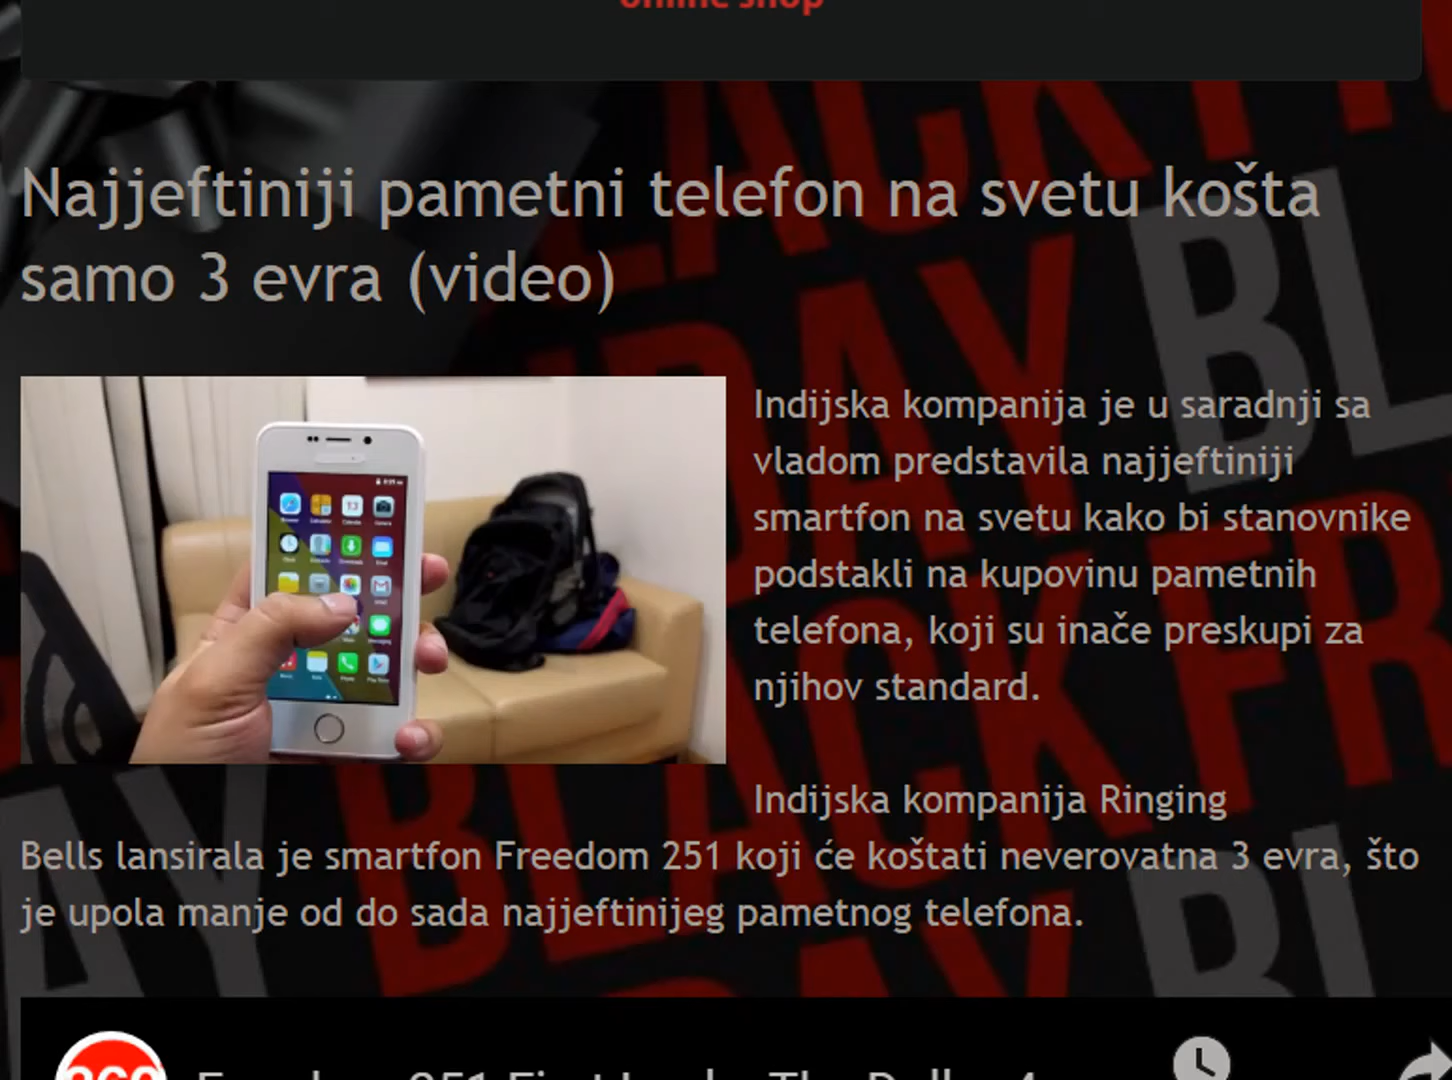 online shop
Najjeftiniji pametni telefon na svetu košta
samo 3 evra (video)
Indijska kompanija je u saradnji sa
vladom predstavila najjeftiniji
smartfon na svetu kako bi stanovnike
podstakli na kupovinu pametnih
telefona, koji su inače preskupi za
njihov standard.
Indijska kompanija Ringing
Bells lansirala je smartfon Freedom 251 koji će koštati neverovatna 3 evra, što
je upola manje od do sada najjeftinijeg pametnog telefona.